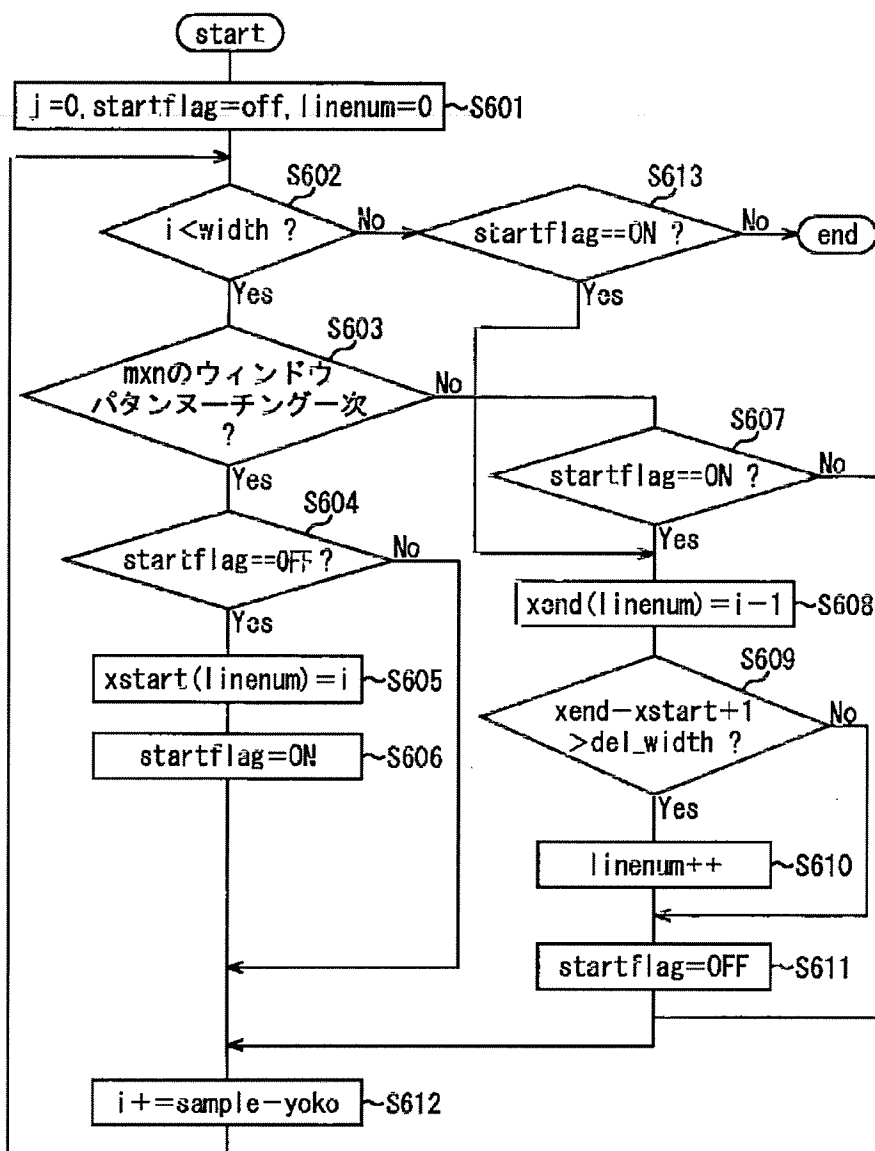 start
j=0,startflag=off,linenum=0 ~S601
S602
i<width ?
No
Yes
S613
startflag==ON ?
No
end
Yes
S603
mxnのウィンドウ
パタンヌーチング一次
?
No
Yes
S607
startflag==ON ?
No
Yes
S604
startflag==OFF?
No
Yes
xstart(linenum)=i ~S605
startflag=ON ~S606
xend(linenum)=i-1 ~S608
S609
xend-xstart+1
>del_width ?
No
Yes
linenum++ ~S610
startflag=OFF ~S611
i+=sample-yoko ~S612